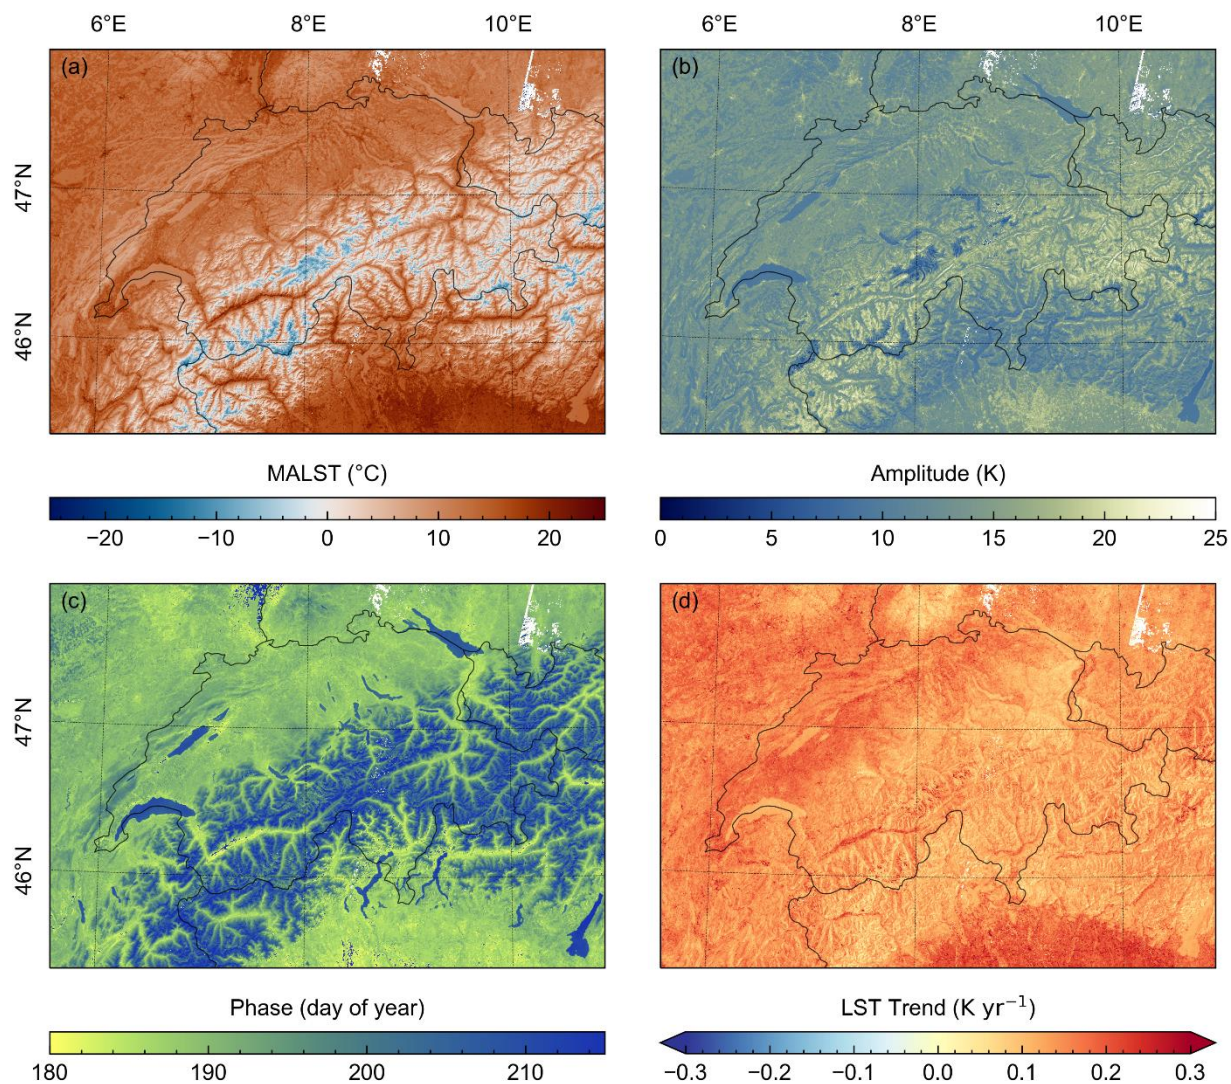 6°E 8°E 10°E 6°E 8°E 10°E
(a) (b)
47°N
46°N
MALST (°C) Amplitude (K)
−20 −10 0 10 20 0 5 10 15 20 25
(c) (d)
47°N
46°N
Phase (day of year) LST Trend (K yr⁻¹)
180 190 200 210 −0.3 −0.2 −0.1 0.0 0.1 0.2 0.3